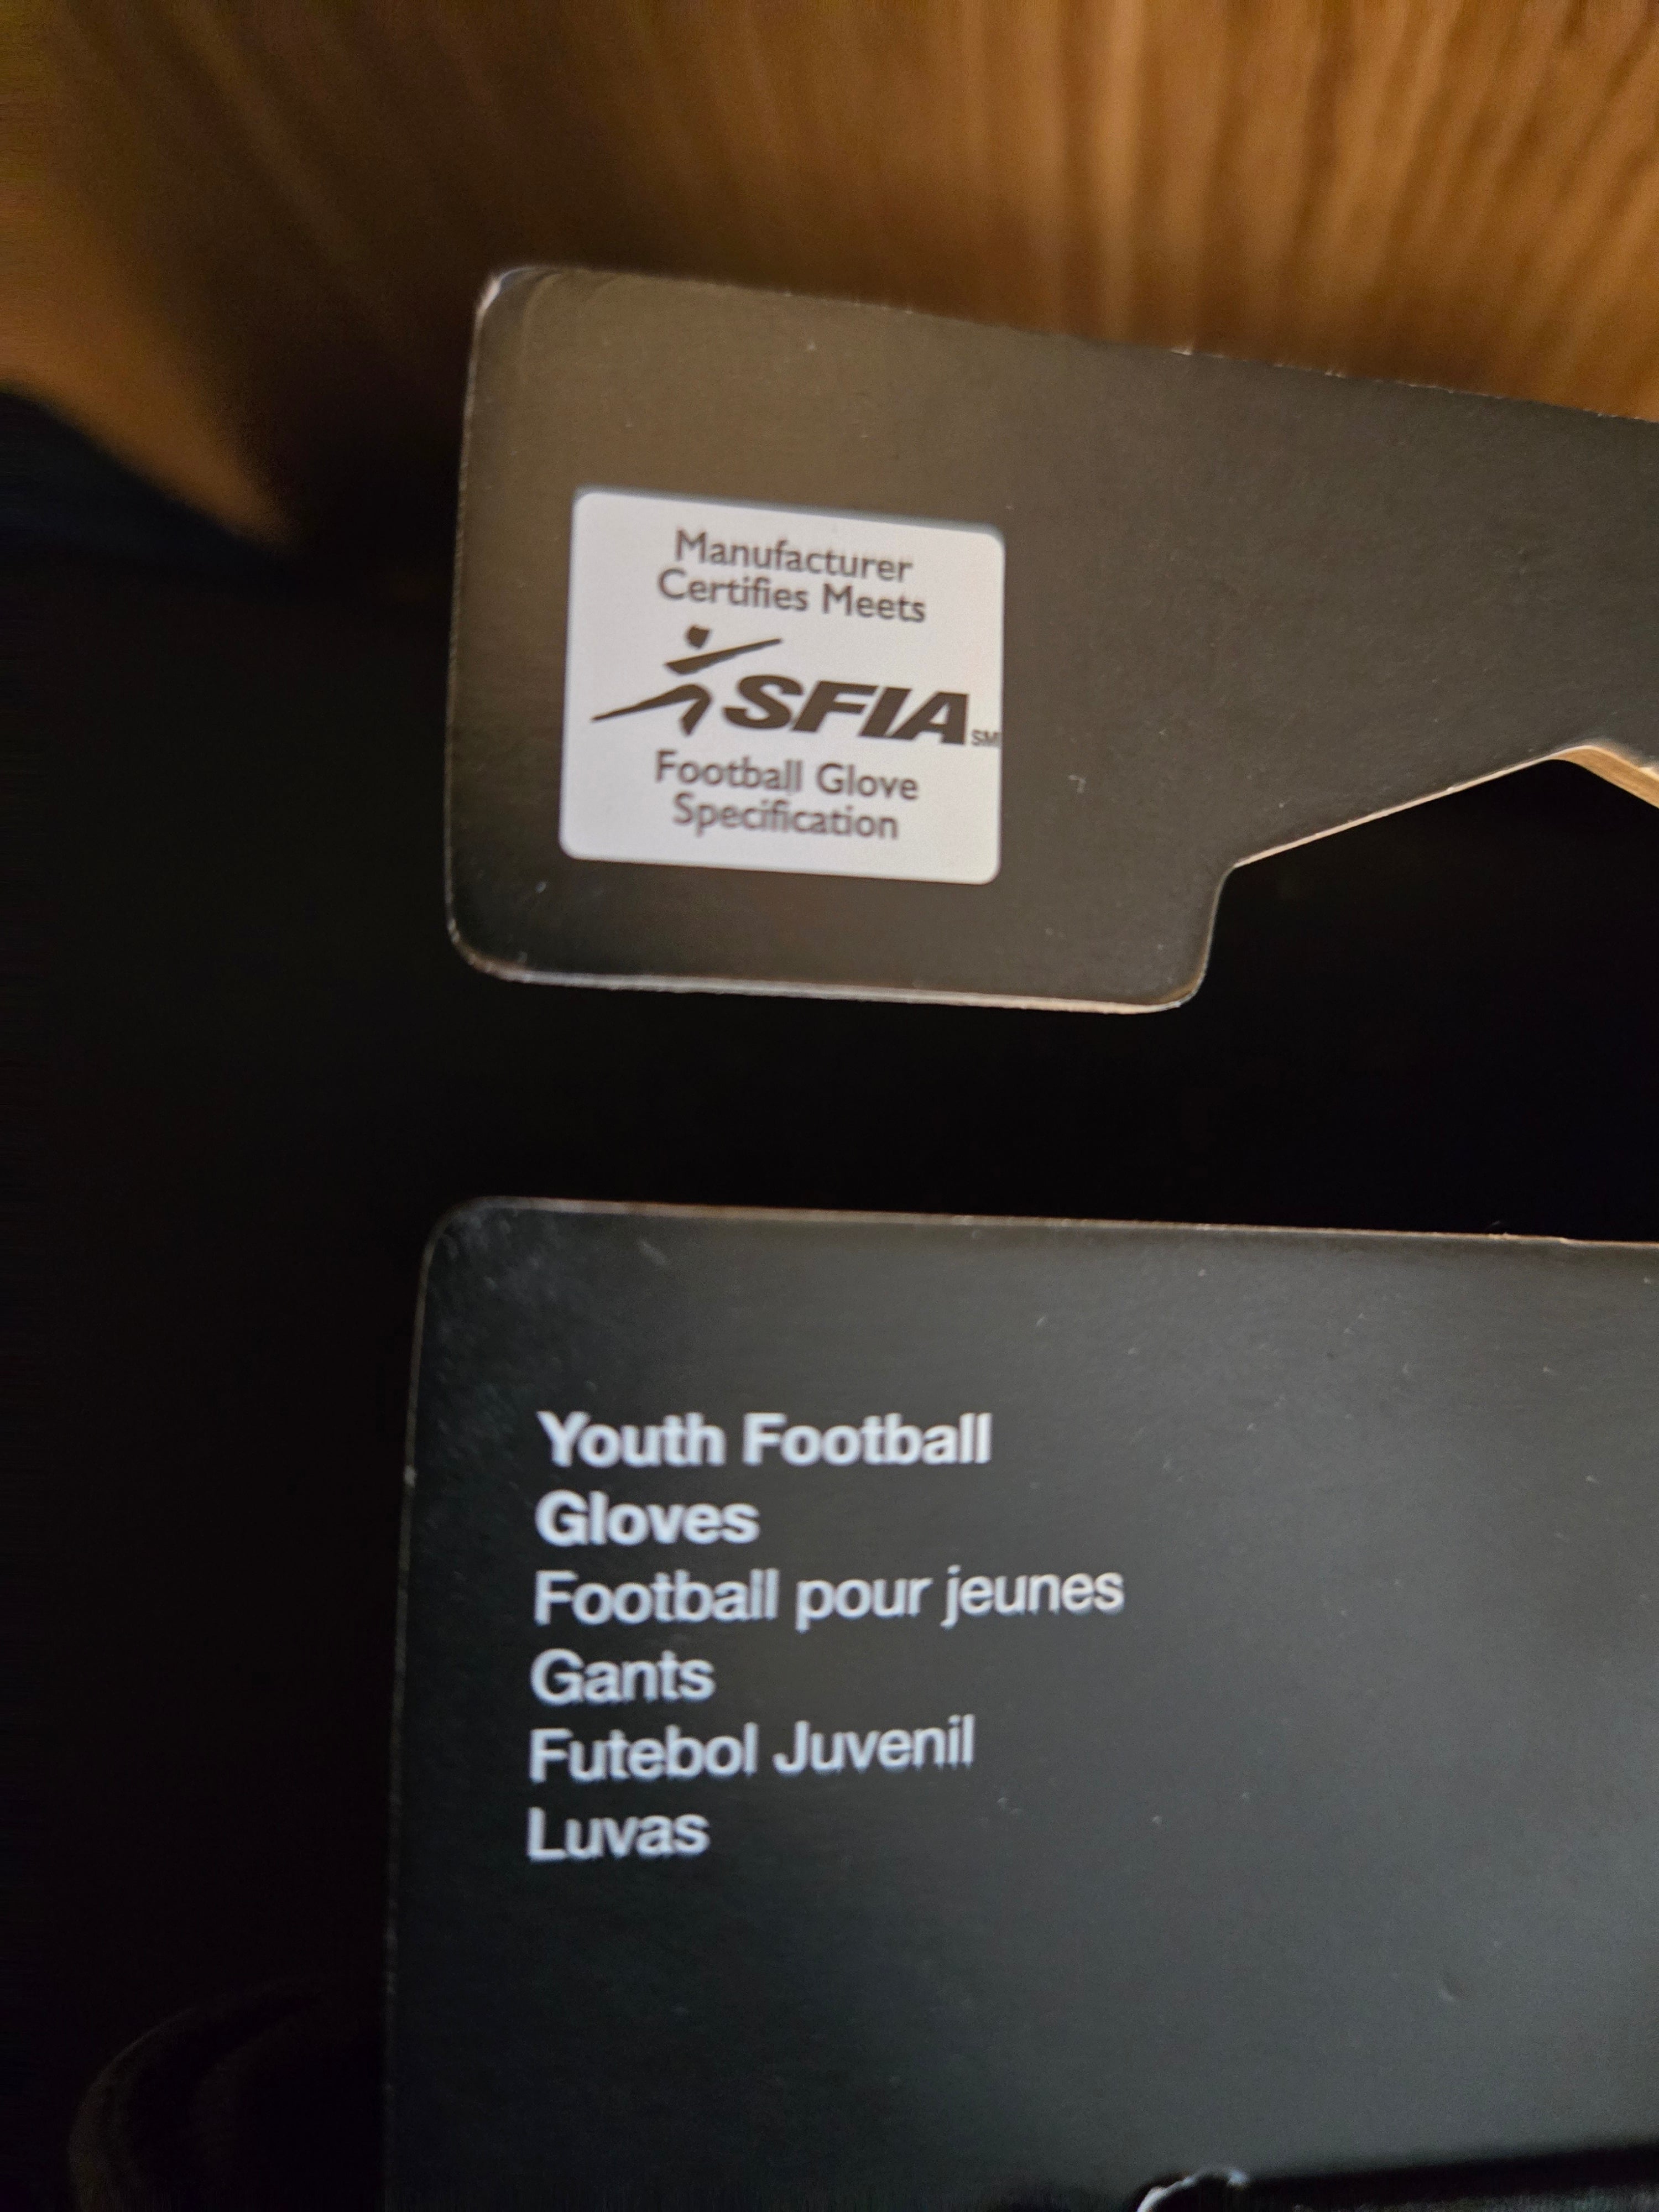 Manufacturer
Certifies Meets
SFIA SM
Football Glove
Specification
Youth Football
Gloves
Football pour jeunes
Gants
Futebol Juvenil
Luvas